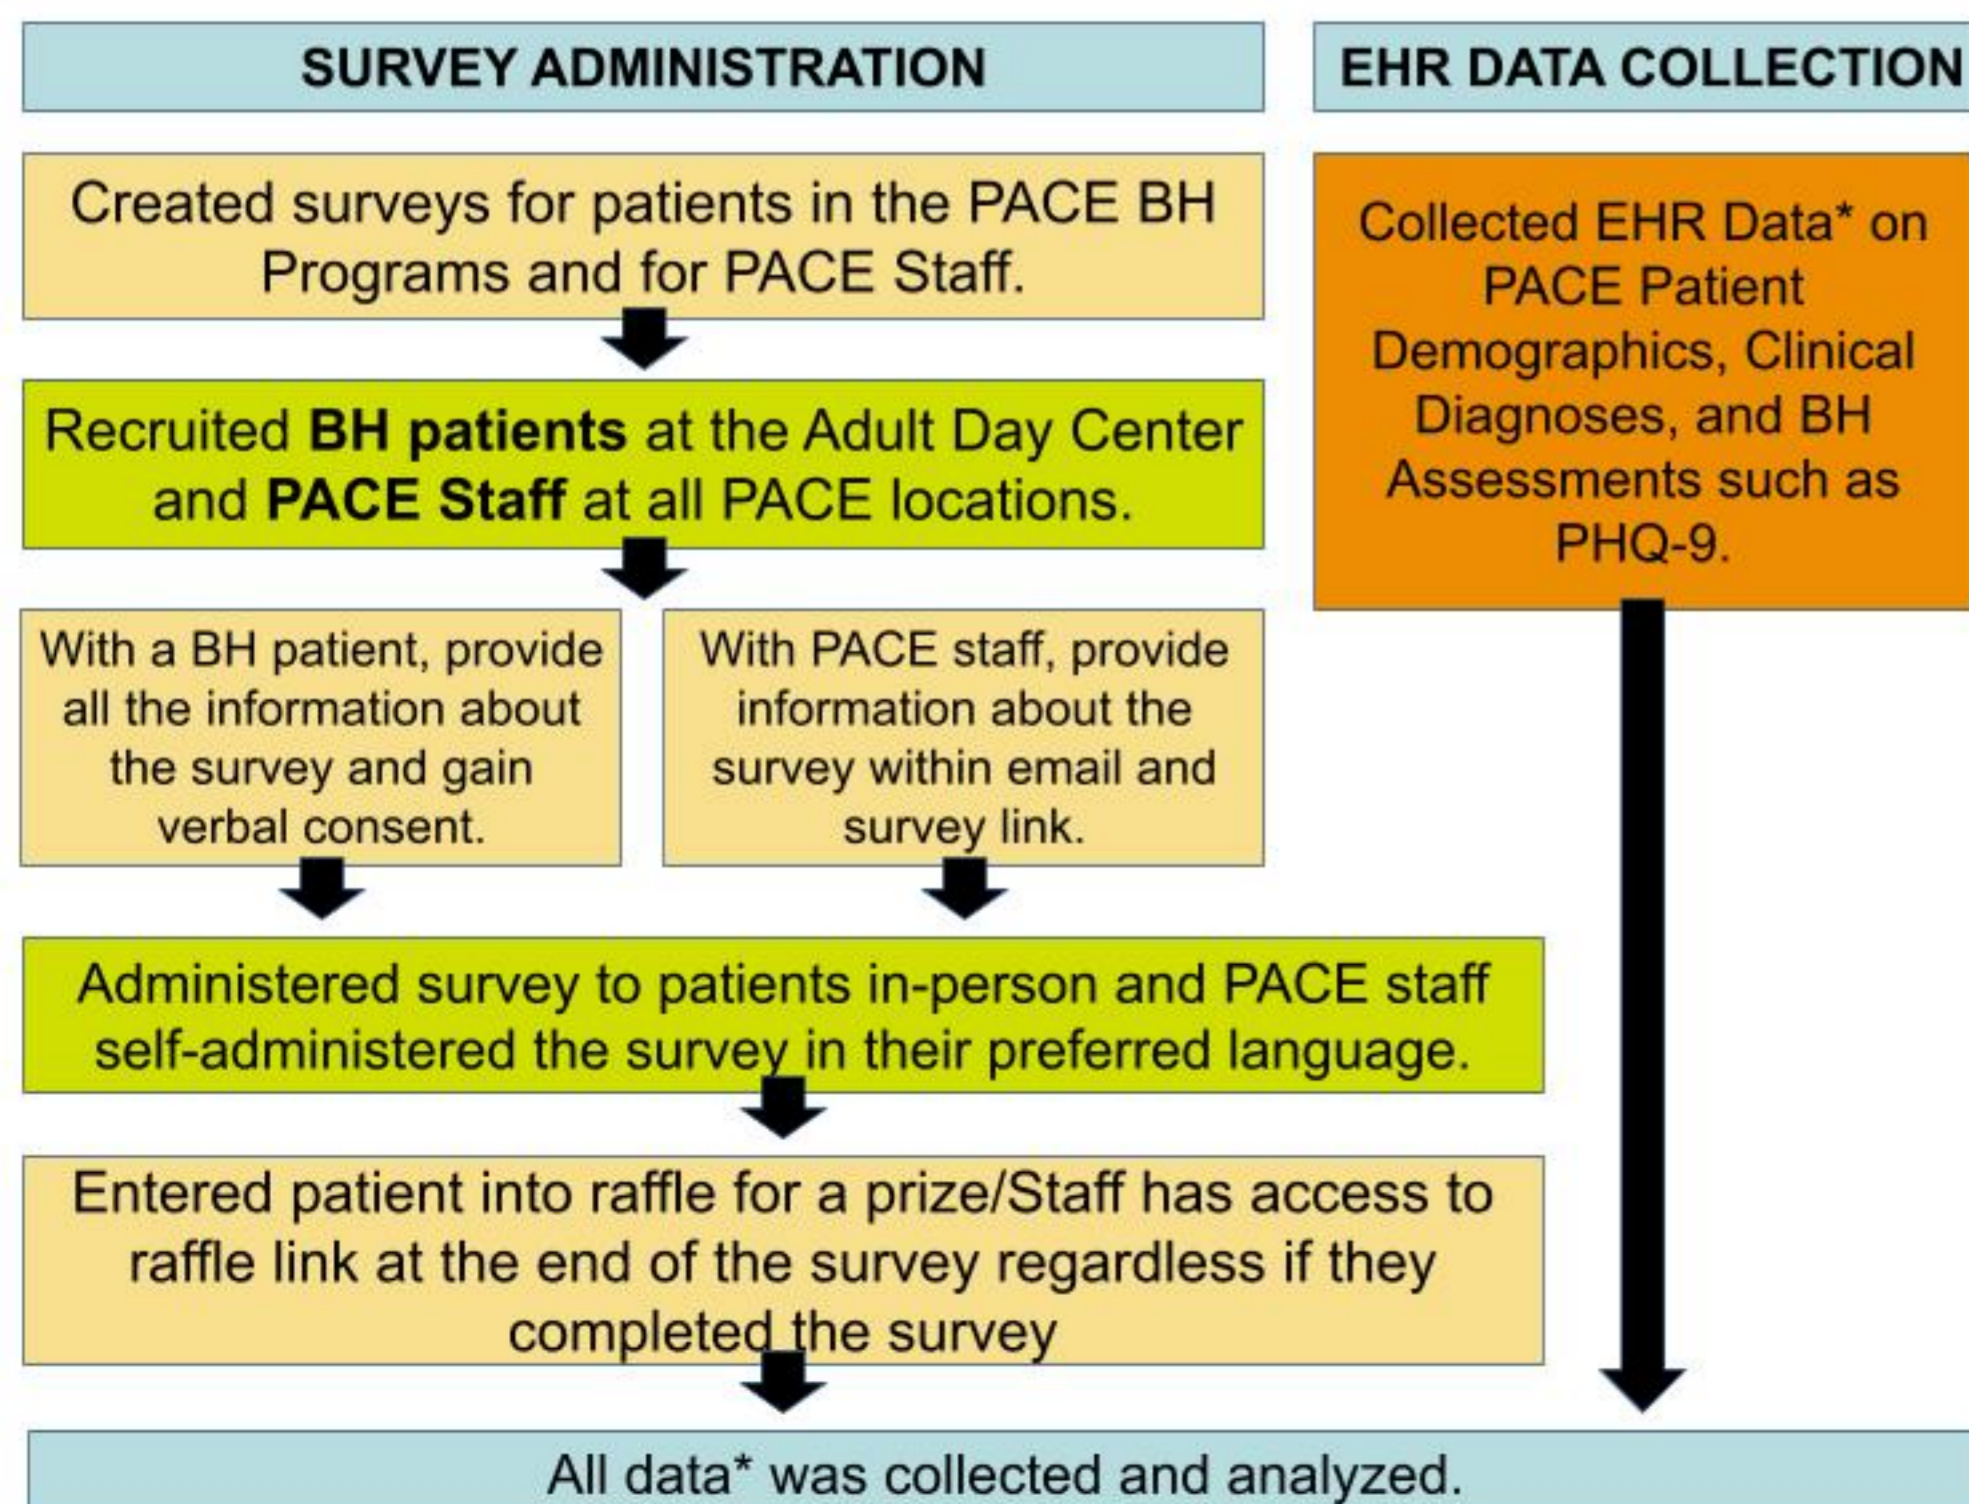 SURVEY ADMINISTRATION
Created surveys for patients in the PACE BH
Programs and for PACE Staff.
Recruited BH patients at the Adult Day Center
and PACE Staff at all PACE locations.
With a BH patient, provide
all the information about
the survey and gain
verbal consent.
With PACE staff, provide
information about the
survey within email and
survey link.
Administered survey to patients in-person and PACE staff
self-administered the survey in their preferred language.
Entered patient into raffle for a prize/Staff has access to
raffle link at the end of the survey regardless if they
completed the survey
EHR DATA COLLECTION
Collected EHR Data* on
PACE Patient
Demographics, Clinical
Diagnoses, and BH
Assessments such as
PHQ-9.
All data* was collected and analyzed.